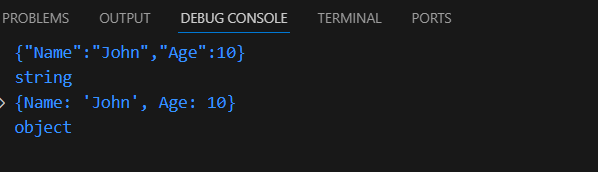 PROBLEMS OUTPUT DEBUG CONSOLE TERMINAL PORTS
{"Name":"John","Age":10}
string
{Name: 'John', Age: 10}
object